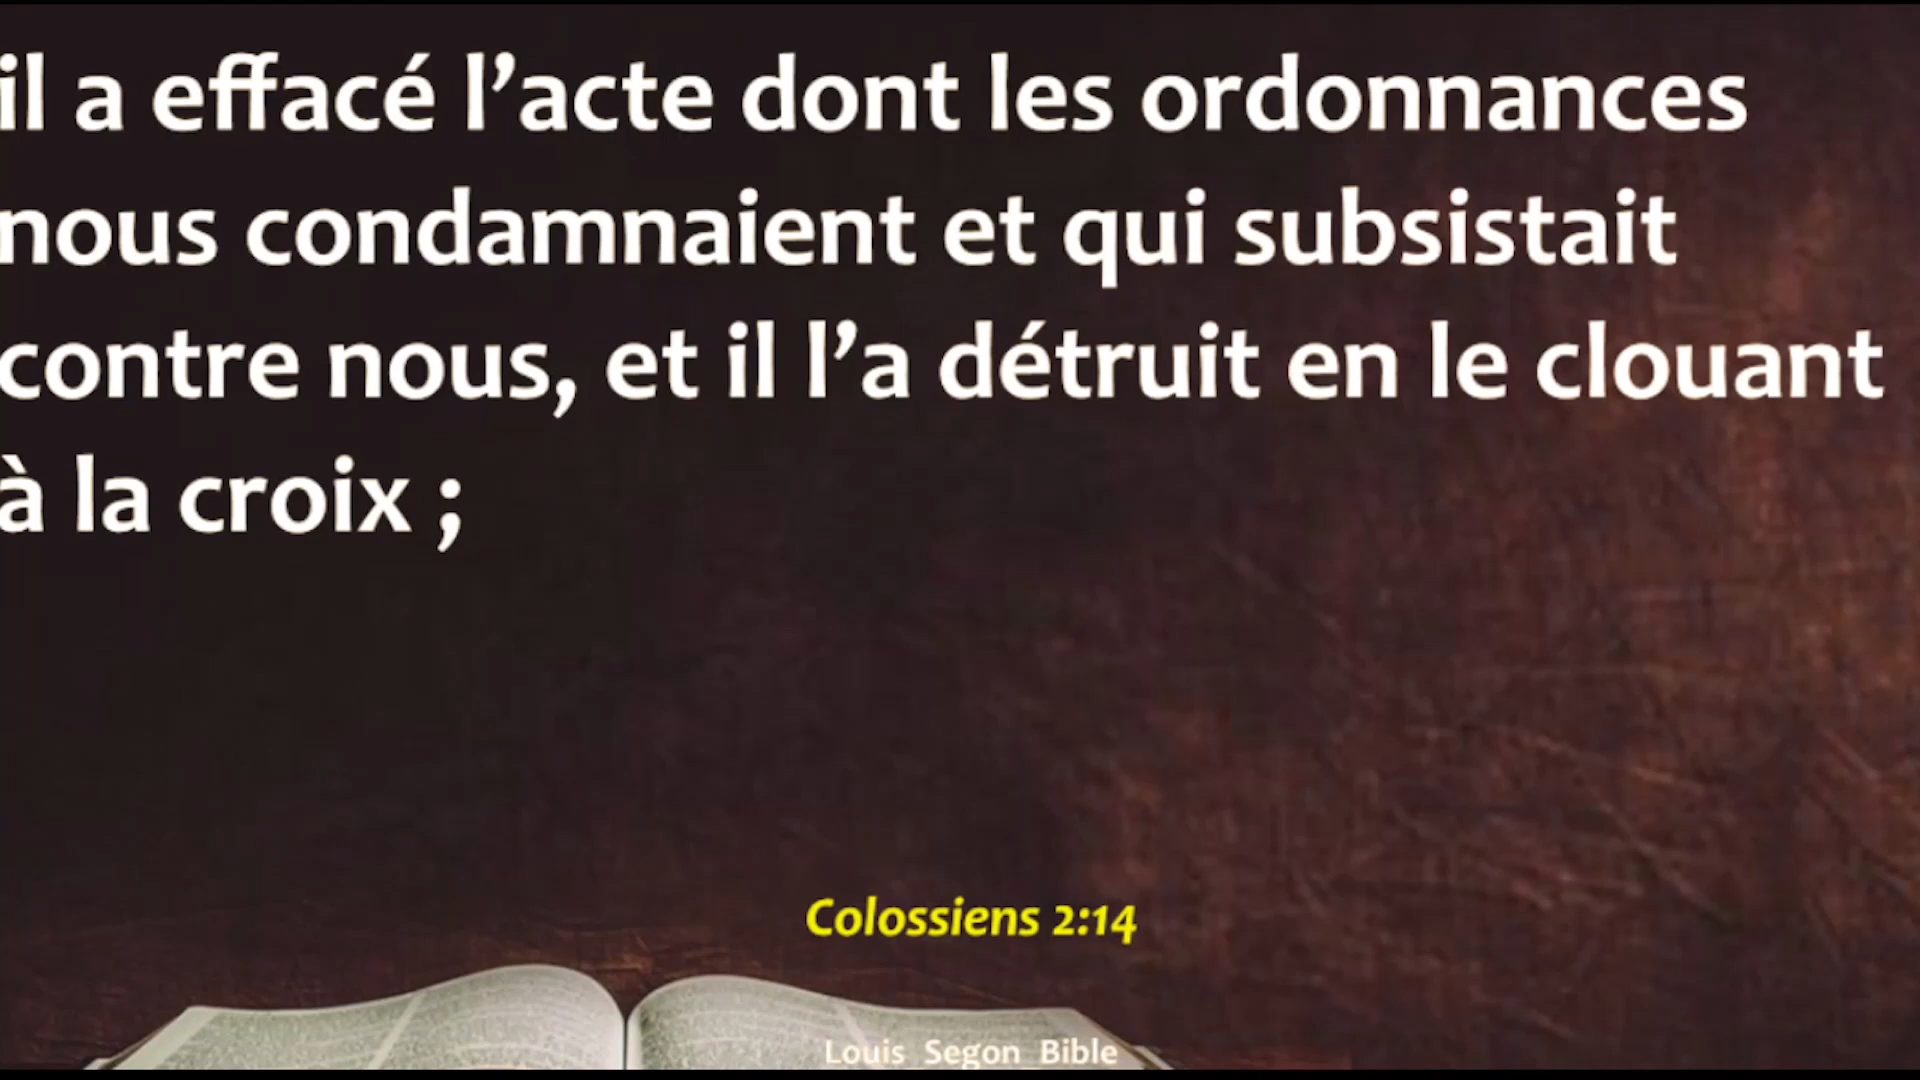 il a effacé l’acte dont les ordonnances
nous condamnaient et qui subsistait
contre nous, et il l’a détruit en le clouant
à la croix ;
Colossiens 2:14
Louis Segon Bible